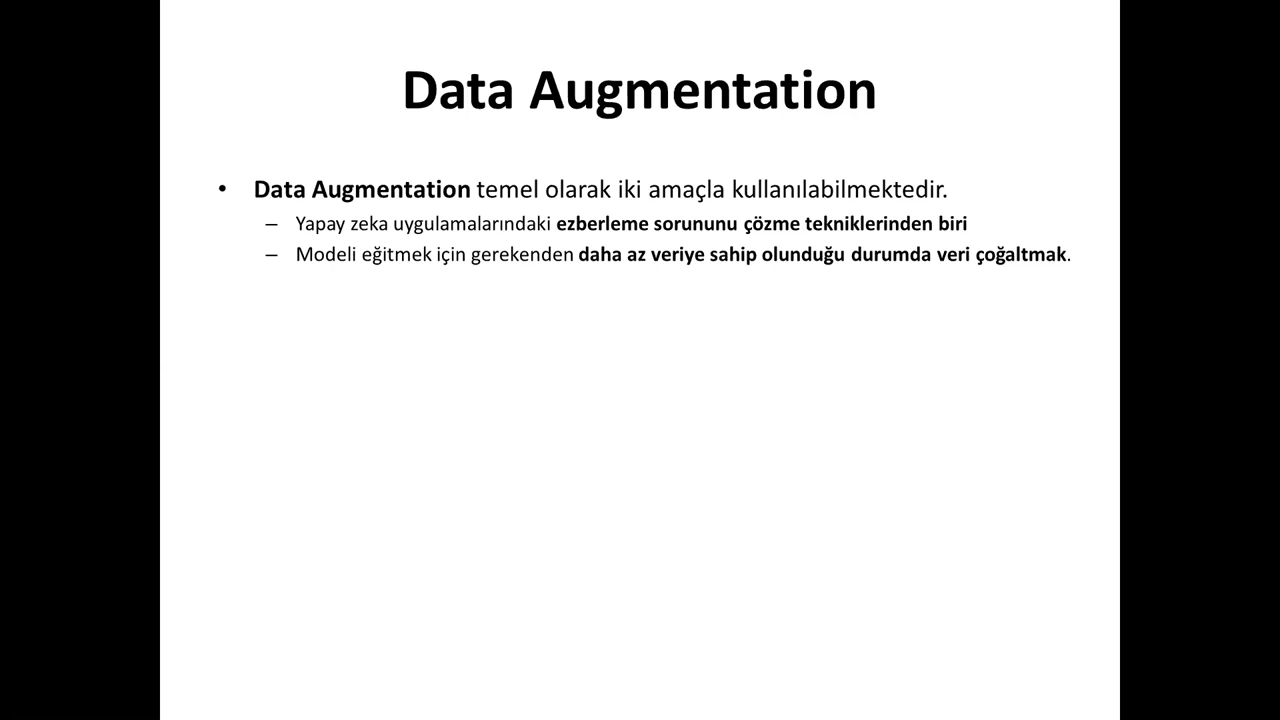 Data Augmentation
• Data Augmentation temel olarak iki amaçla kullanılabilmektedir.
– Yapay zeka uygulamalarındaki ezberleme sorununu çözme tekniklerinden biri
– Modeli eğitmek için gerekenden daha az veriye sahip olunduğu durumda veri çoğaltmak.